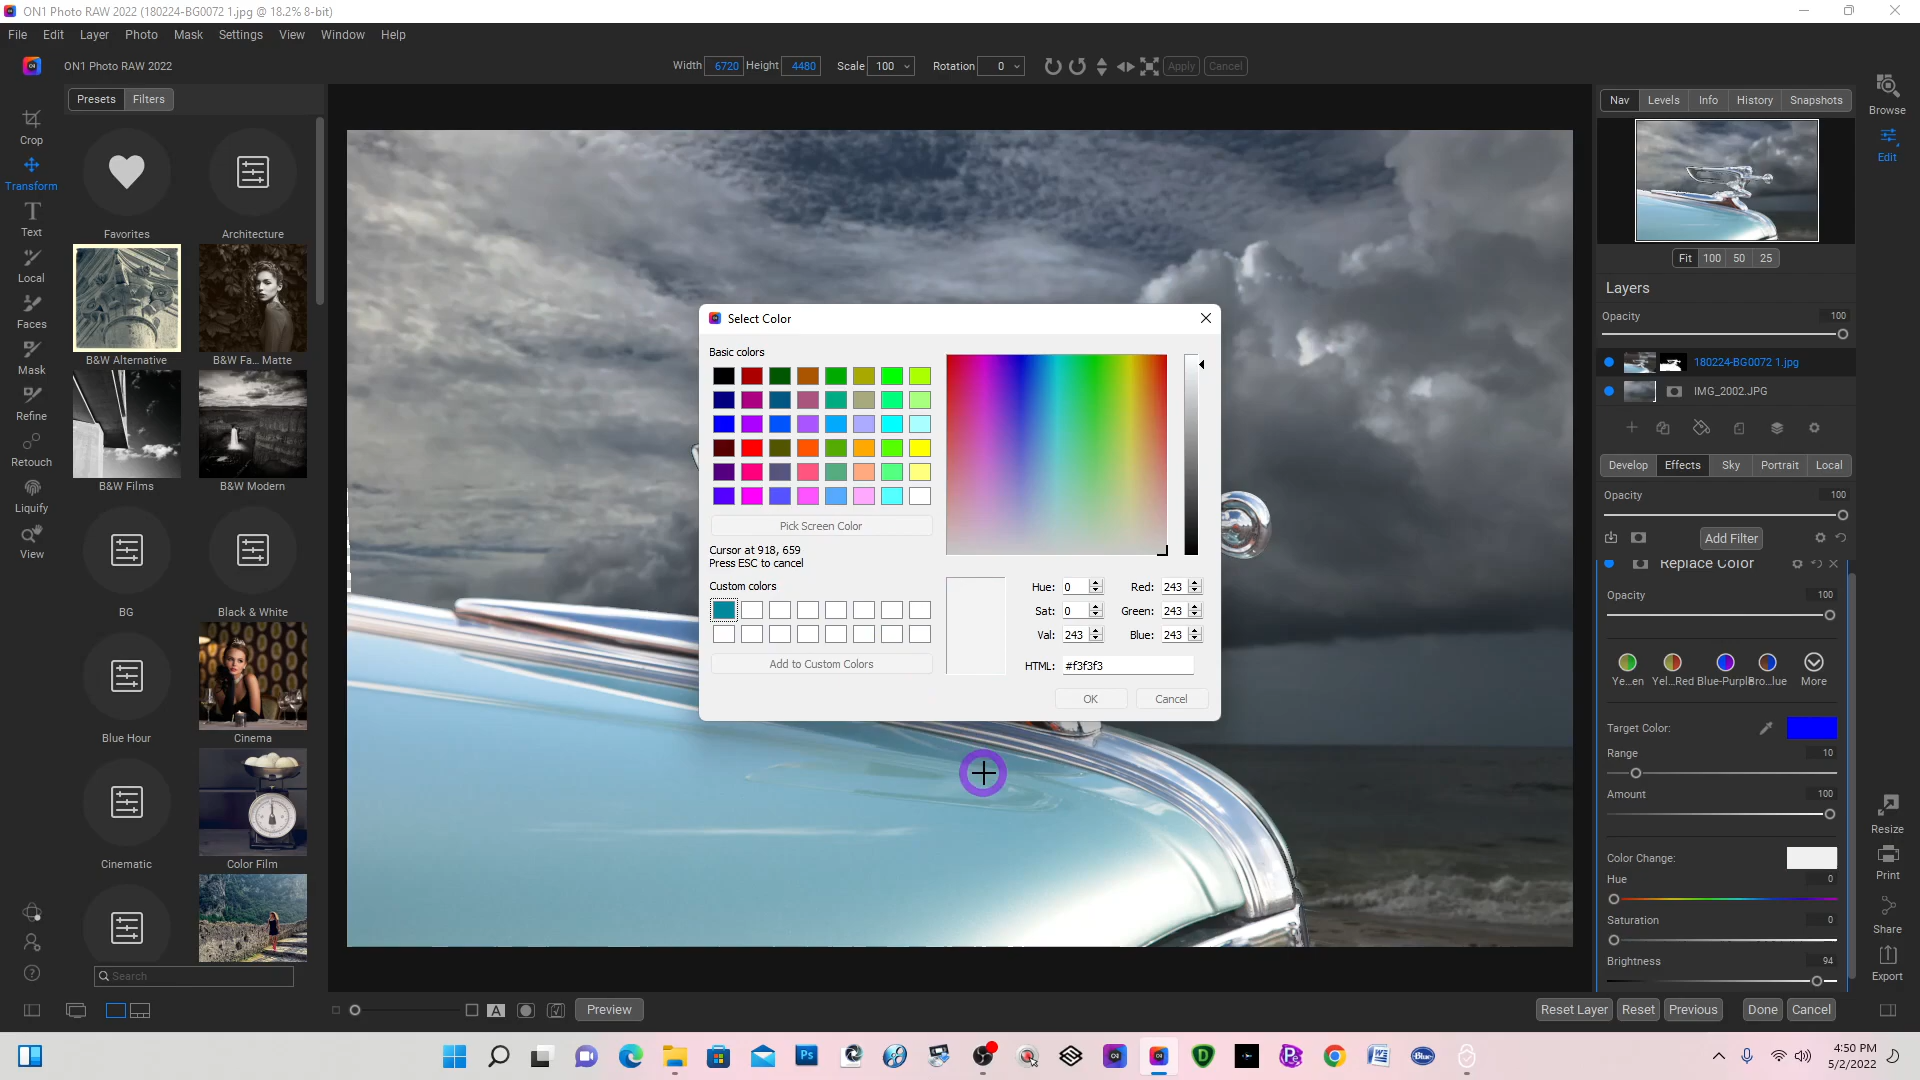 ON1 Photo RAW 2022 (180224-BG0072 1.jpg @ 18.2% 8-bit)
File Edit Layer Photo Mask Settings View Window Help
ON1 Photo RAW 2022
Width 6720 Height 4480 Scale 100 Rotation 0 Apply Cancel
Presets Filters
Crop
Transform
Text
Local
Faces
Mask
Refine
Retouch
Liquify
View
Favorites Architecture
B&W Alternative B&W Fa... Matte
B&W Films B&W Modern
BG Black & White
Blue Hour Cinema
Cinematic Color Film
Search
Select Color
Basic colors
Pick Screen Color
Cursor at 918, 659
Press ESC to cancel
Custom colors
Add to Custom Colors
Hue: 0 Red: 243
Sat: 0 Green: 243
Val: 243 Blue: 243
HTML: #f3f3f3
OK Cancel
Nav Levels Info History Snapshots
Fit 100 50 25
Layers
Opacity 100
180224-BG0072 1.jpg
IMG_2002.JPG
Develop Effects Sky Portrait Local
Opacity 100
Add Filter
Replace Color
Opacity 100
Ye...en Yel...Red Blue-Purple Bro...lue More
Target Color:
Range 10
Amount 100
Color Change:
Hue 0
Saturation 0
Brightness 94
Browse
Edit
Resize
Print
Share
Export
A Preview
Reset Layer Reset Previous Done Cancel
Ps
4:50 PM
5/2/2022